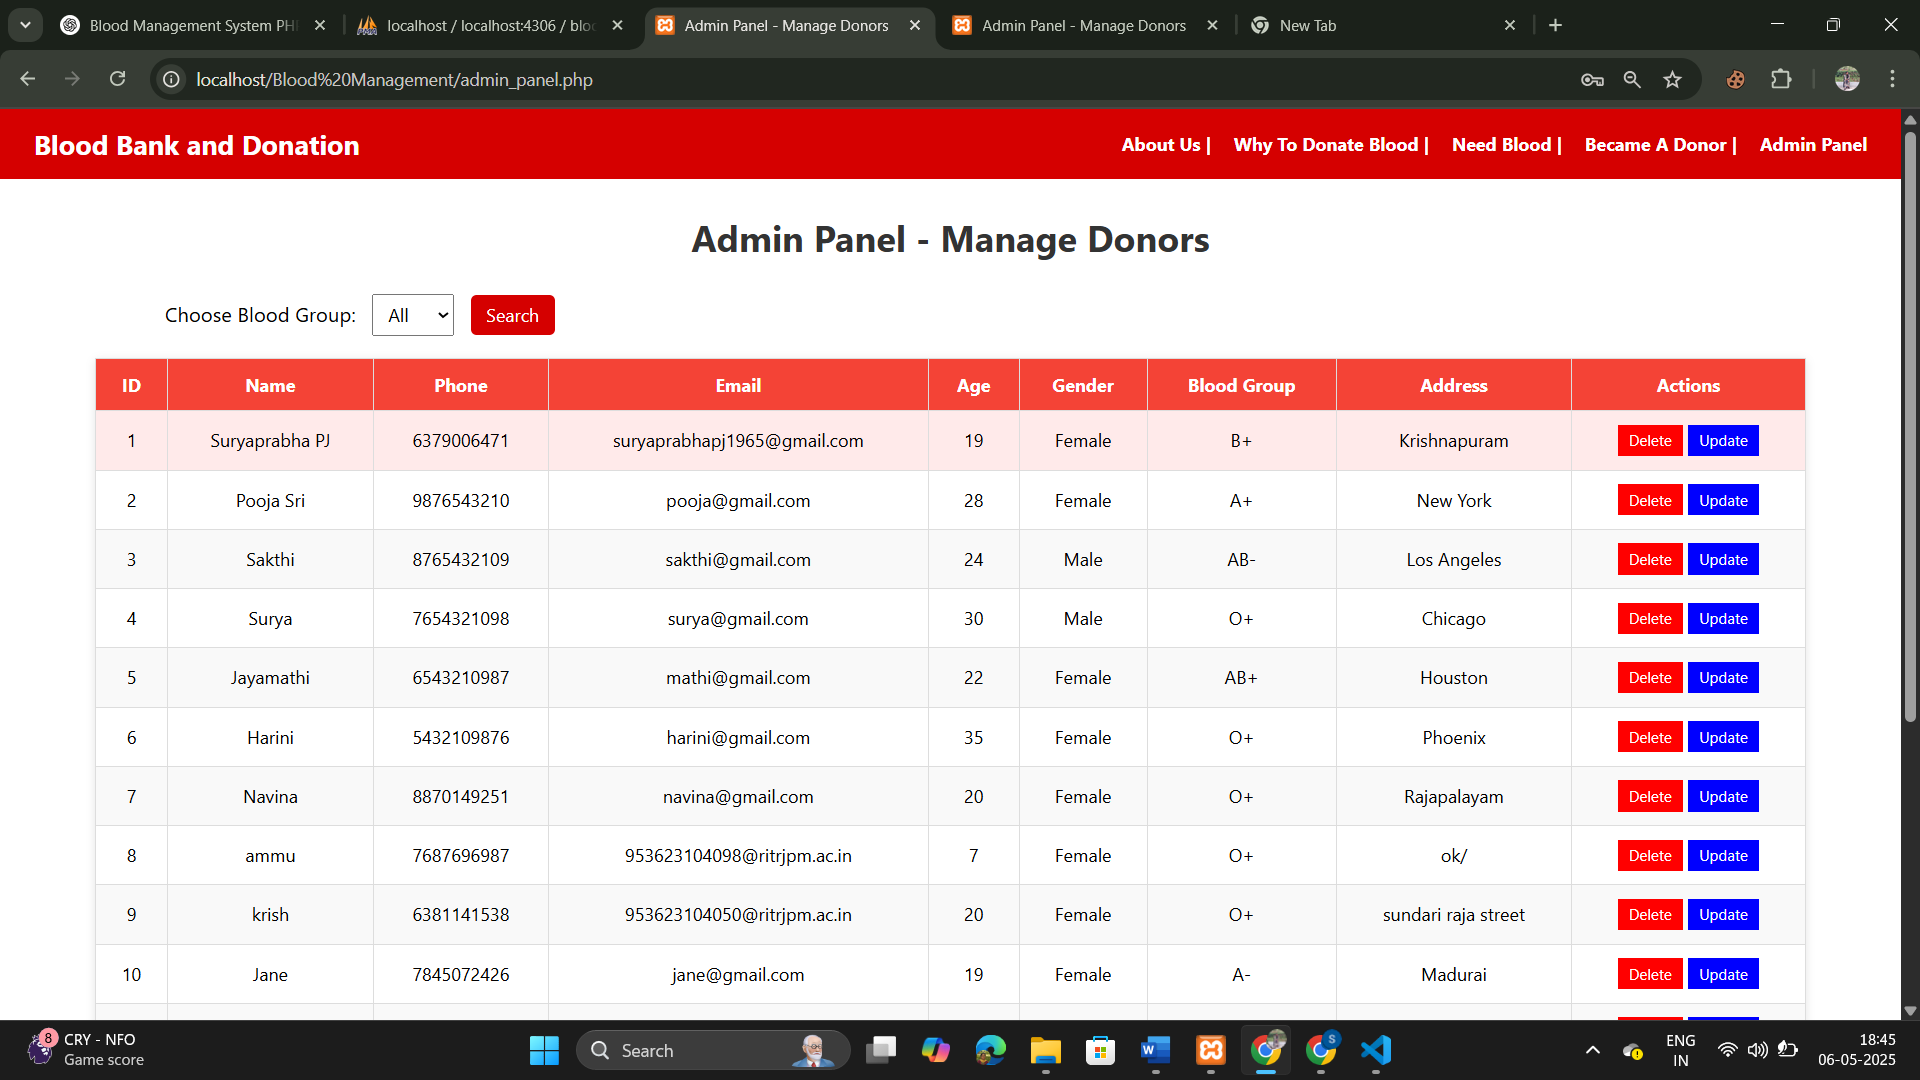 Blood Management System PH
localhost / localhost:4306 / bloo
Admin Panel - Manage Donors
Admin Panel - Manage Donors
New Tab
localhost/Blood%20Management/admin_panel.php
Blood Bank and Donation
About Us | Why To Donate Blood | Need Blood | Became A Donor | Admin Panel
Admin Panel - Manage Donors
Choose Blood Group: All Search
ID Name Phone Email Age Gender Blood Group Address Actions
1 Suryaprabha PJ 6379006471 suryaprabhapj1965@gmail.com 19 Female B+ Krishnapuram Delete Update
2 Pooja Sri 9876543210 pooja@gmail.com 28 Female A+ New York Delete Update
3 Sakthi 8765432109 sakthi@gmail.com 24 Male AB- Los Angeles Delete Update
4 Surya 7654321098 surya@gmail.com 30 Male O+ Chicago Delete Update
5 Jayamathi 6543210987 mathi@gmail.com 22 Female AB+ Houston Delete Update
6 Harini 5432109876 harini@gmail.com 35 Female O+ Phoenix Delete Update
7 Navina 8870149251 navina@gmail.com 20 Female O+ Rajapalayam Delete Update
8 ammu 7687696987 953623104098@ritrjpm.ac.in 7 Female O+ ok/ Delete Update
9 krish 6381141538 953623104050@ritrjpm.ac.in 20 Female O+ sundari raja street Delete Update
10 Jane 7845072426 jane@gmail.com 19 Female A- Madurai Delete Update
8
CRY - NFO
Game score
Search
S
ENG
IN
18:45
06-05-2025